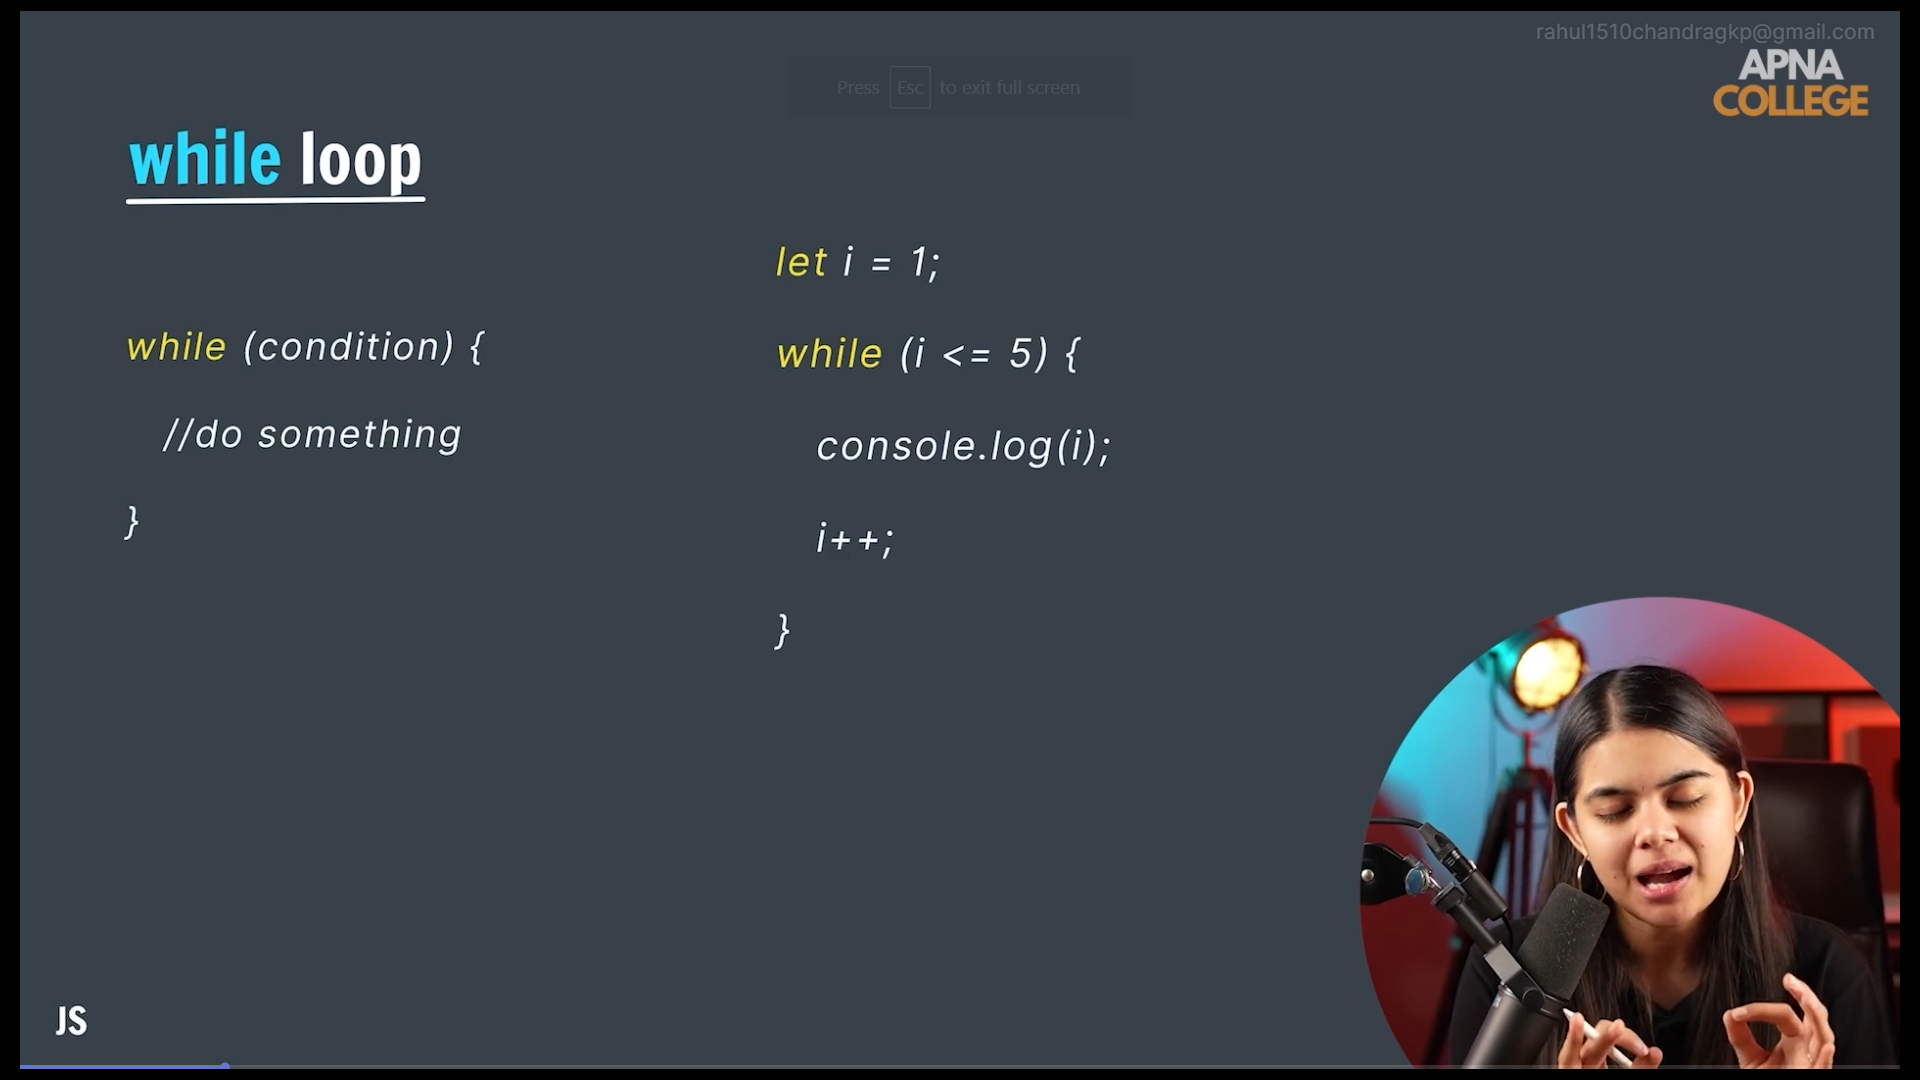 rahul1510chandragkp@gmail.com
APNA
COLLEGE
Press Esc to exit full screen
while loop
while (condition) {
//do something
}
let i = 1;
while (i <= 5) {
console.log(i);
i++;
}
JS